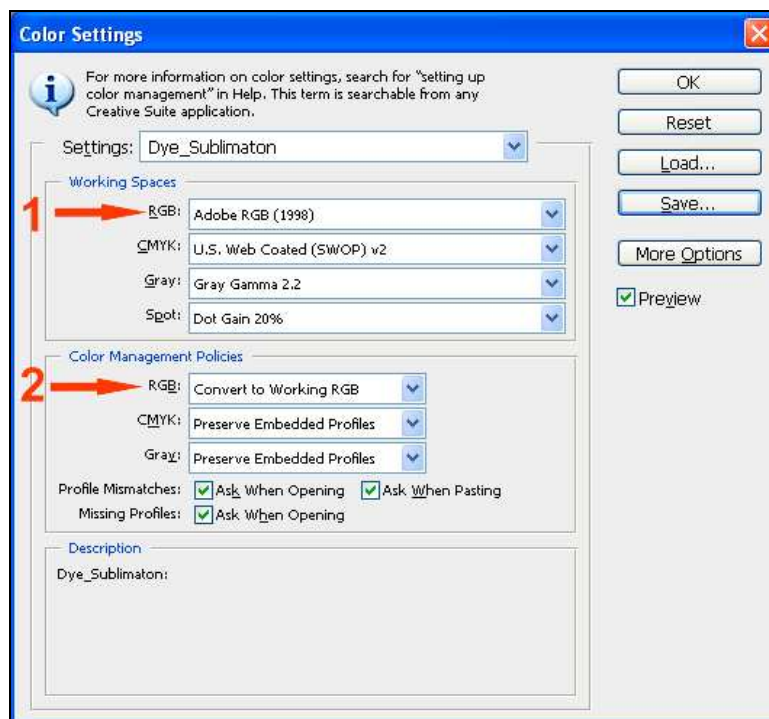 Color Settings
For more information on color settings, search for "setting up
color management" in Help. This term is searchable from any
Creative Suite application.
OK
Reset
Load...
Save...
More Options
Preview
Settings: Dye_Sublimaton
Working Spaces
1 RGB: Adobe RGB (1998)
CMYK: U.S. Web Coated (SWOP) v2
Gray: Gray Gamma 2.2
Spot: Dot Gain 20%
Color Management Policies
2 RGB: Convert to Working RGB
CMYK: Preserve Embedded Profiles
Gray: Preserve Embedded Profiles
Profile Mismatches: Ask When Opening Ask When Pasting
Missing Profiles: Ask When Opening
Description
Dye_Sublimaton: